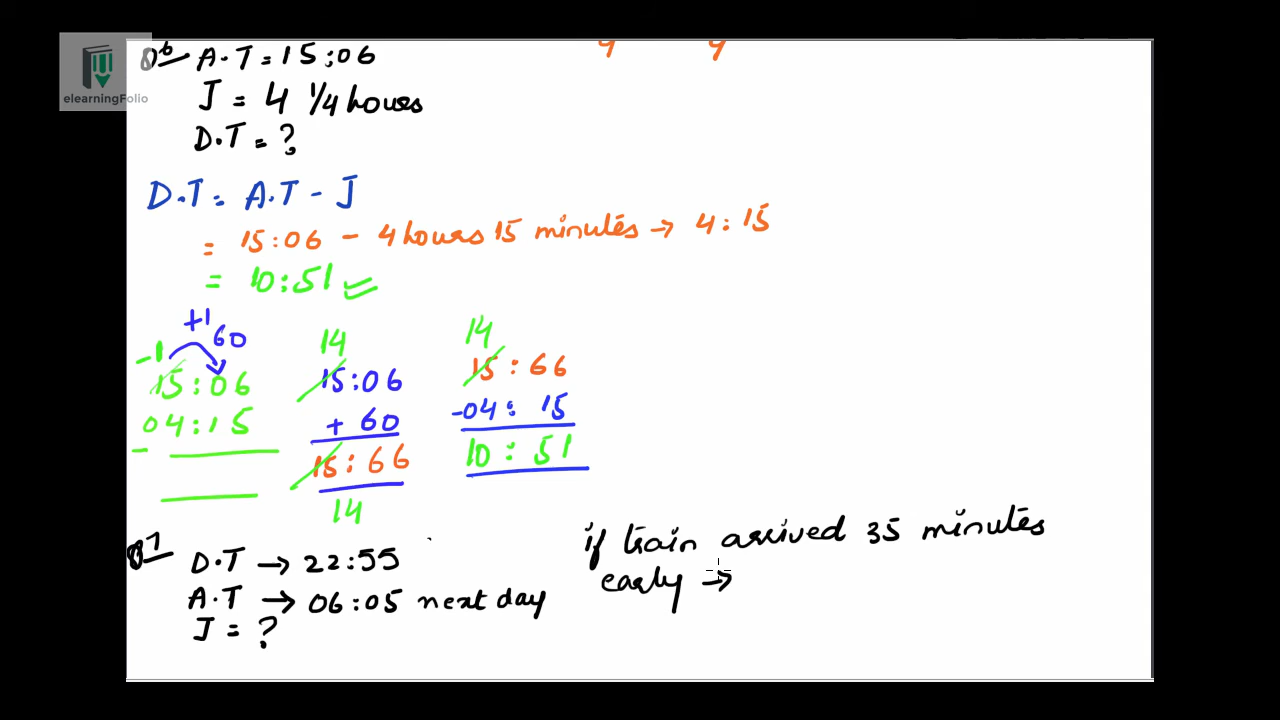 9 9
Q6 A.T = 15:06
elearningFolio
J = 4 1/4 hours
D.T = ?
D.T = A.T - J
= 15:06 - 4 hours 15 minutes → 4:15
= 10:51
+1 60
-1
15:06
04:15
-
14
15:06
+ 60
15:66
14
14
15:66
-04:15
10:51
Q7
D.T → 22:55
A.T → 06:05 next day
J = ?
if train arrived 35 minutes
early →